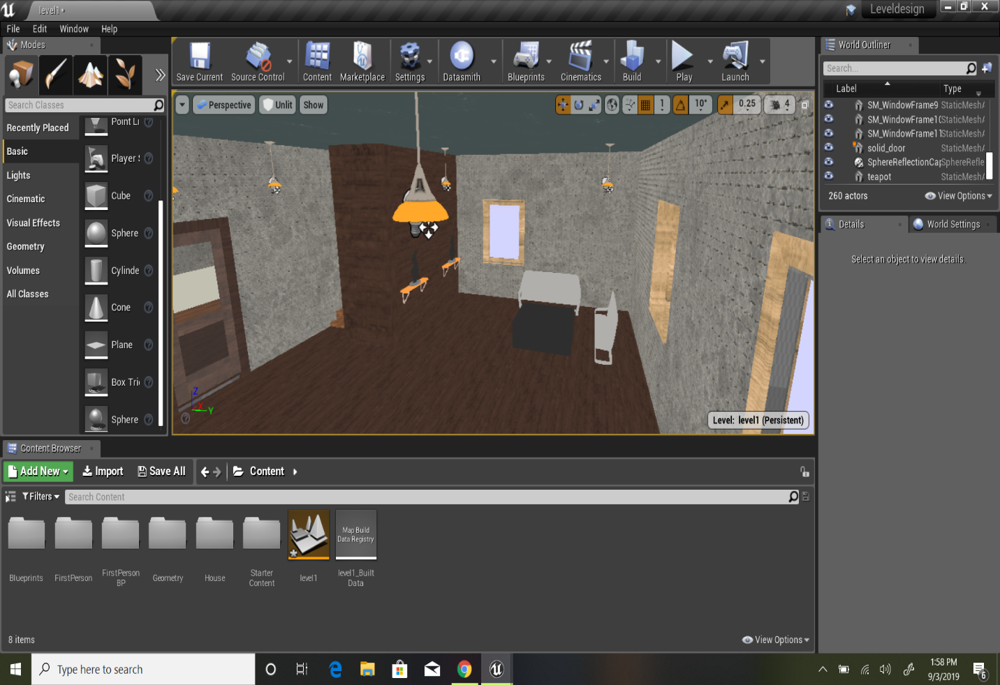 level1•
Leveldesign
File Edit Window Help
Modes
Search Classes
Recently Placed
Basic
Lights
Cinematic
Visual Effects
Geometry
Volumes
All Classes
Point Li
Player S
Cube
Sphere
Cylinde
Cone
Plane
Box Tri
Sphere
Save Current
Source Control
Content
Marketplace
Settings
Datasmith
Blueprints
Cinematics
Build
Play
Launch
Perspective
Unlit
Show
1
10°
0.25
4
Z
X
Y
Level: level1 (Persistent)
World Outliner
Search...
Label Type
SM_WindowFrame9 StaticMesh
SM_WindowFrame1 StaticMesh
SM_WindowFrame11 StaticMesh
solid_door StaticMesh
SphereReflectionCap SphereRefle
teapot StaticMesh
260 actors
View Options
Details
World Settings
Select an object to view details.
Content Browser
Add New
Import
Save All
Content
Filters
Search Content
Blueprints
FirstPerson
FirstPerson
BP
Geometry
House
Starter
Content
level1
Map Build
Data Registry
level1_Built
Data
8 items
View Options
Type here to search
1:58 PM
9/3/2019
6